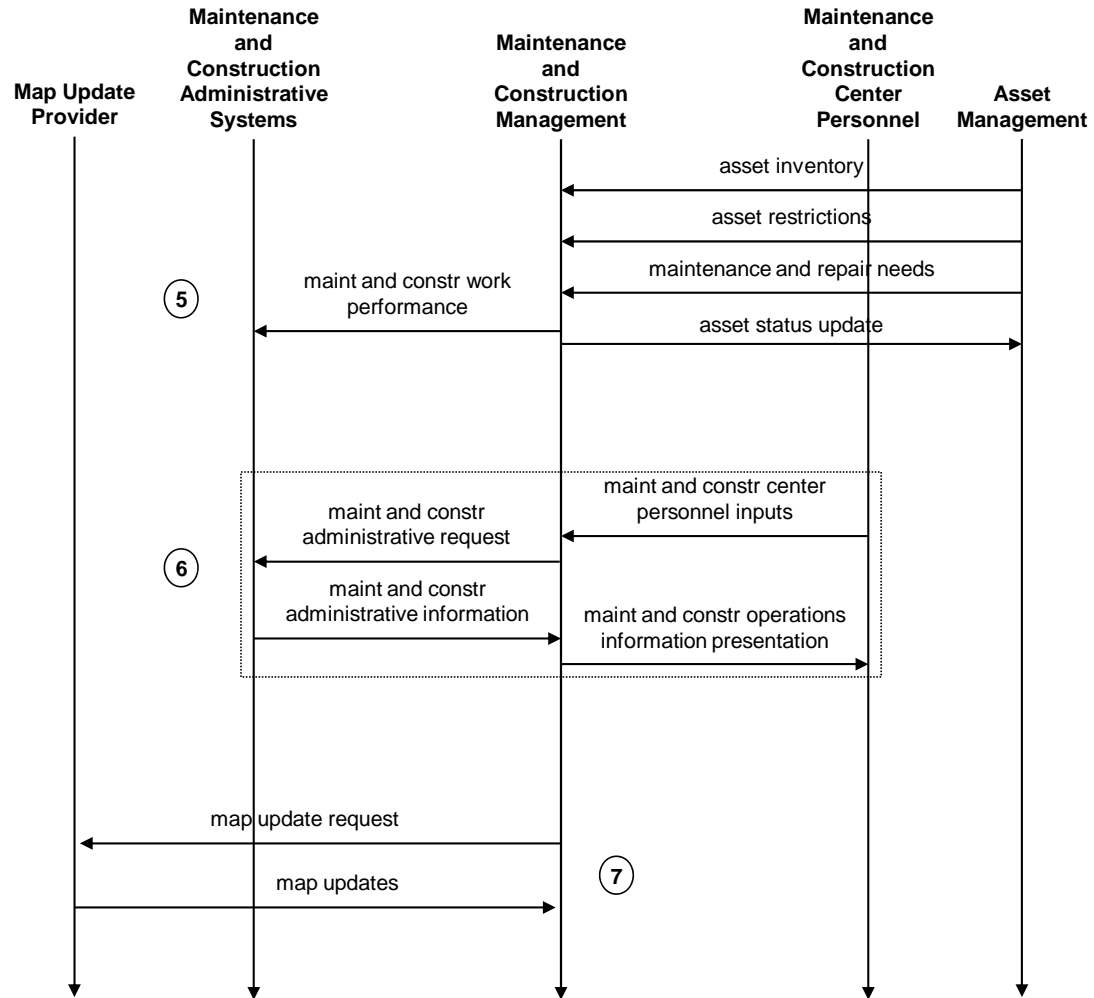 Map Update
Provider
Maintenance
and
Construction
Administrative
Systems
Maintenance
and
Construction
Management
Maintenance
and
Construction
Center
Personnel
Asset
Management
asset inventory
asset restrictions
maintenance and repair needs
5
maint and constr work
performance
asset status update
maint and constr center
personnel inputs
6
maint and constr
administrative request
maint and constr
administrative information
maint and constr operations
information presentation
map update request
7
map updates